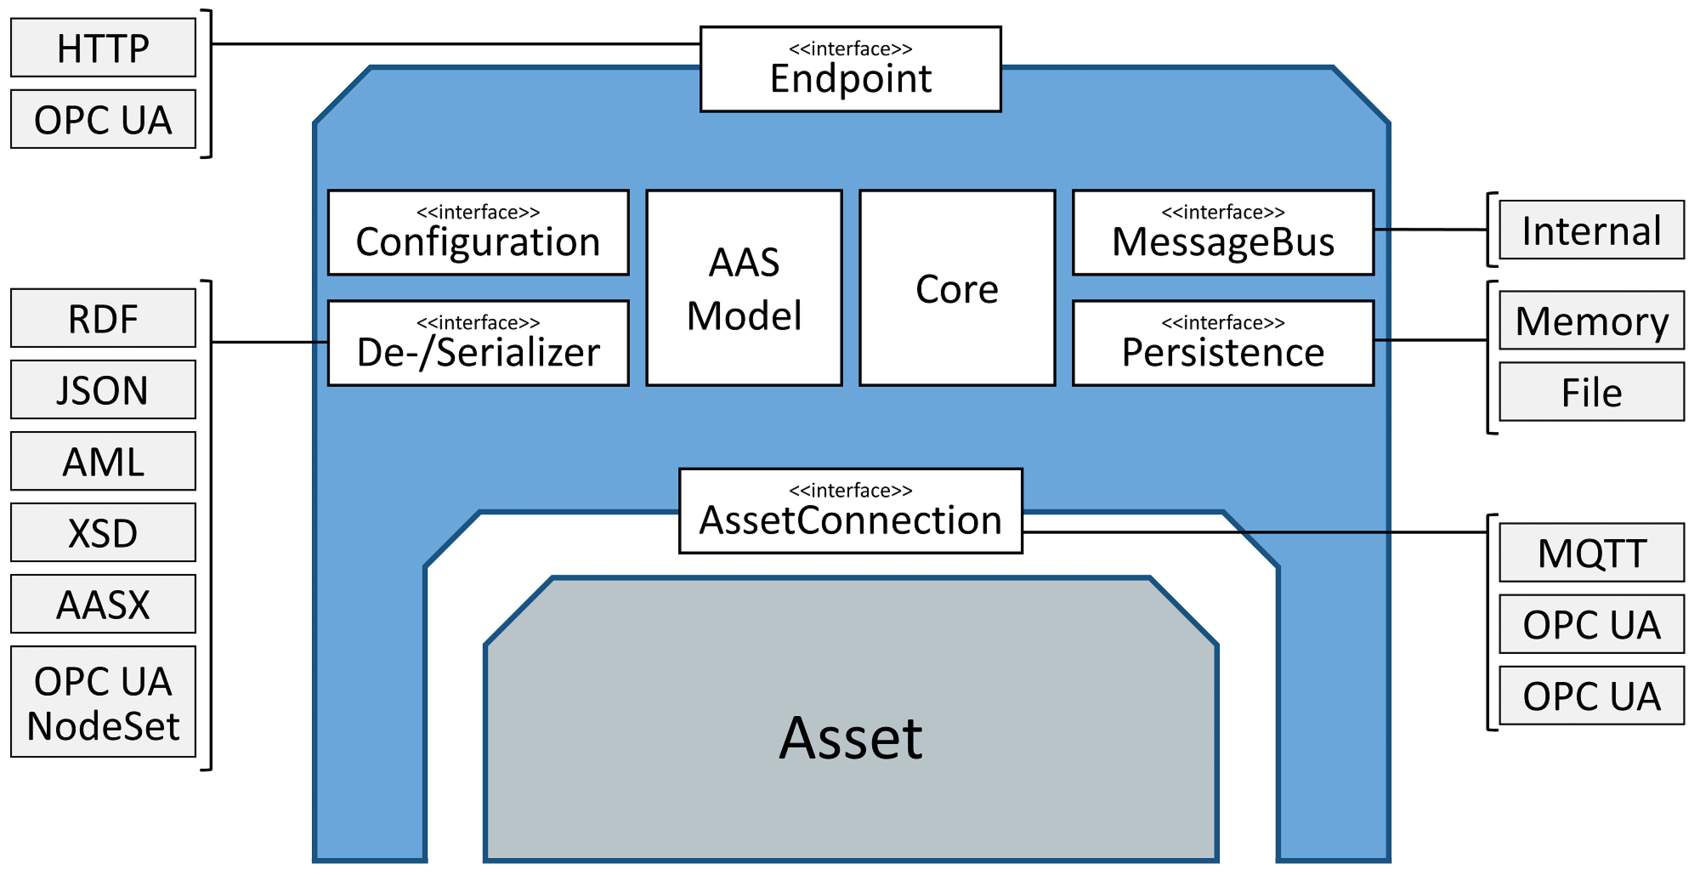 HTTP
OPC UA
<<interface>>
Endpoint
<<interface>>
Configuration
<<interface>>
De-/Serializer
AAS
Model
Core
<<interface>>
MessageBus
<<interface>>
Persistence
Internal
Memory
File
RDF
JSON
AML
XSD
AASX
OPC UA
NodeSet
<<interface>>
AssetConnection
MQTT
OPC UA
OPC UA
Asset